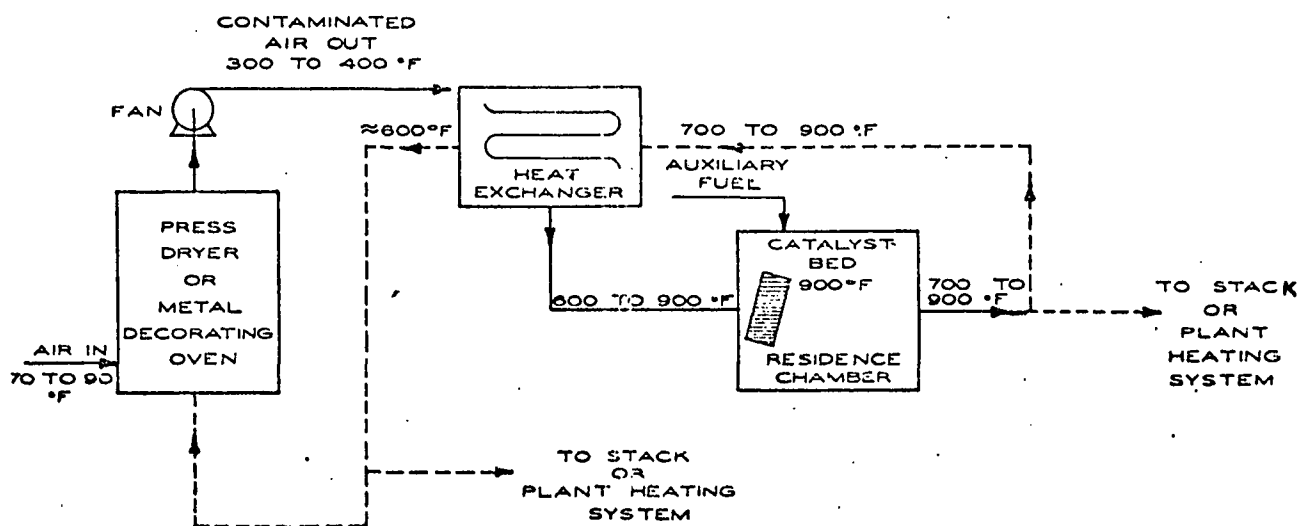 CONTAMINATED
AIR OUT
300 TO 400 °F
FAN
≈600°F
700 TO 900 °F
AUXILIARY
FUEL
HEAT
EXCHANGER
PRESS
DRYER
OR
METAL
DECORATING
OVEN
CATALYST
BED
900°F
600 TO 900 °F
700 TO
900 °F
RESIDENCE
CHAMBER
TO STACK
OR
PLANT
HEATING
SYSTEM
AIR IN
70 TO 90
°F
TO STACK
OR
PLANT HEATING
SYSTEM